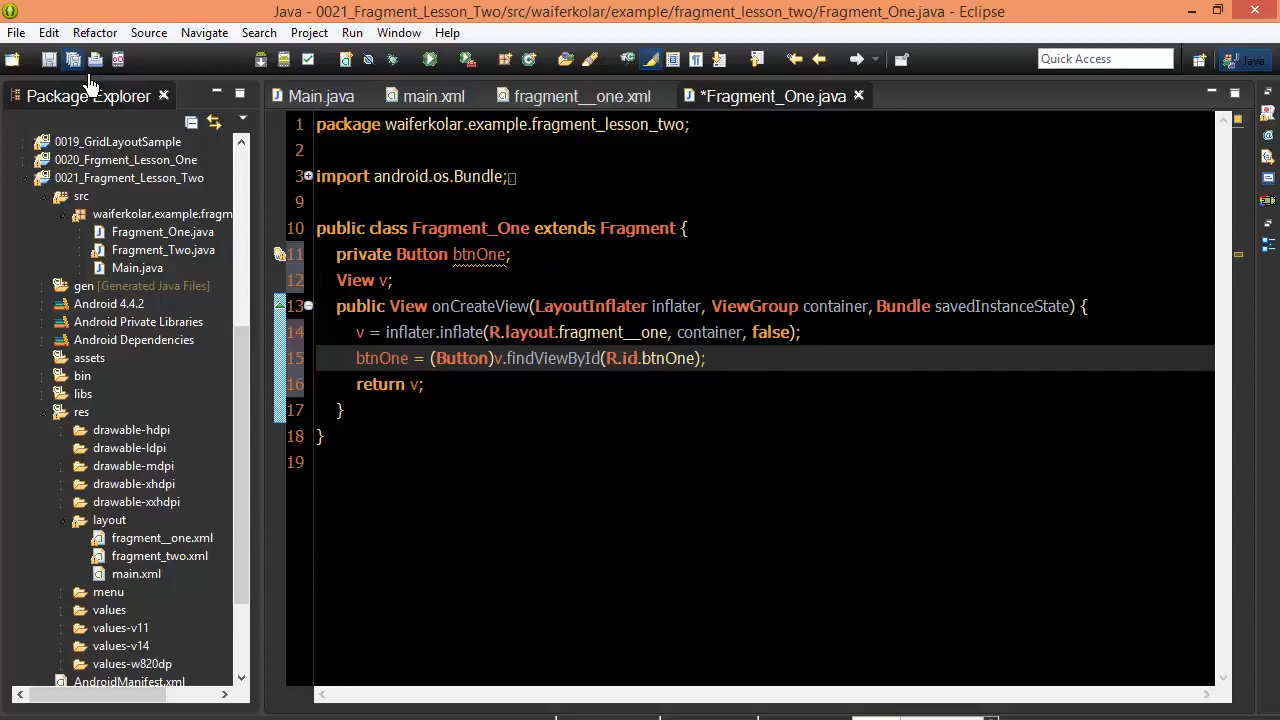 Java - 0021_Fragment_Lesson_Two/src/waiferkolar/example/fragment_lesson_two/Fragment_One.java - Eclipse
File Edit Refactor Source Navigate Search Project Run Window Help
Quick Access
Java
Package Explorer
Main.java main.xml fragment__one.xml *Fragment_One.java
0019_GridLayoutSample
0020_Frgment_Lesson_One
0021_Fragment_Lesson_Two
src
waiferkolar.example.fragm
Fragment_One.java
Fragment_Two.java
Main.java
gen [Generated Java Files]
Android 4.4.2
Android Private Libraries
Android Dependencies
assets
bin
libs
res
drawable-hdpi
drawable-ldpi
drawable-mdpi
drawable-xhdpi
drawable-xxhdpi
layout
fragment__one.xml
fragment_two.xml
main.xml
menu
values
values-v11
values-v14
values-w820dp
AndroidManifest.xml
1 package waiferkolar.example.fragment_lesson_two;
2
3 import android.os.Bundle;
9
10 public class Fragment_One extends Fragment {
11 private Button btnOne;
12 View v;
13 public View onCreateView(LayoutInflater inflater, ViewGroup container, Bundle savedInstanceState) {
14 v = inflater.inflate(R.layout.fragment__one, container, false);
15 btnOne = (Button)v.findViewById(R.id.btnOne);
16 return v;
17 }
18 }
19